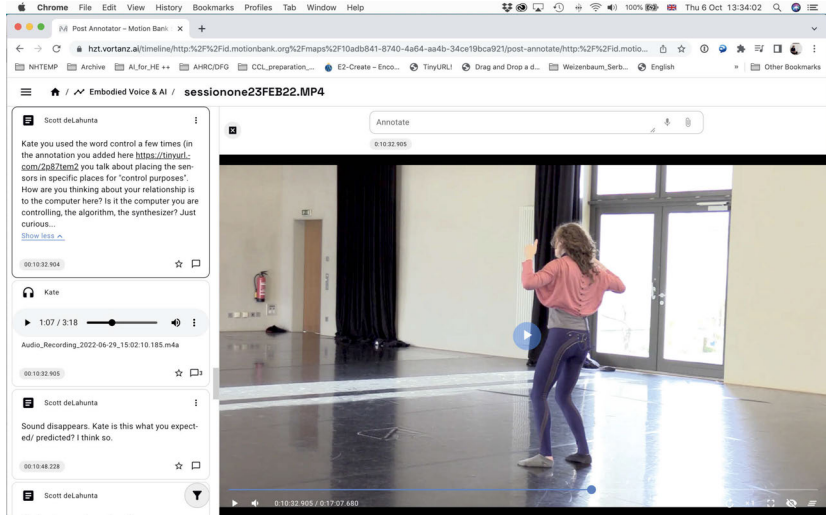 Chrome File Edit View History Bookmarks Profiles Tab Window Help 100% Thu 6 Oct 13:34:02
Post Annotator – Motion Bank
hzt.vortanz.ai/timeline/http:%2F%2Fid.motionbank.org%2Fmaps%2F10adb841-8740-4a64-aa4b-34ce19bca921/post-annotate/http:%2F%2Fid.motio...
NHTEMP Archive AI_for_HE ++ AHRC/DFG CCL_preparation_... E2-Create – Enco... TinyURL! Drag and Drop a d... Weizenbaum_Serb... English » Other Bookmarks
/ Embodied Voice & AI / sessionone23FEB22.MP4
Scott deLahunta
Kate you used the word control a few times (in
the annotation you added here https://tinyurl.-
com/2p87tem2 you talk about placing the sen-
sors in specific places for "control purposes".
How are you thinking about your relationship is
to the computer here? Is it the computer you are
controlling, the algorithm, the synthesizer? Just
curious...
Show less
00:10:32.904
Kate
1:07 / 3:18
Audio_Recording_2022-06-29_15:02:10.185.m4a
00:10:32.905
3
Scott deLahunta
Sound disappears. Kate is this what you expect-
ed/ predicted? I think so.
00:10:48.228
Scott deLahunta
Annotate
0:10:32.905
0:10:32.905 / 0:17:07.680